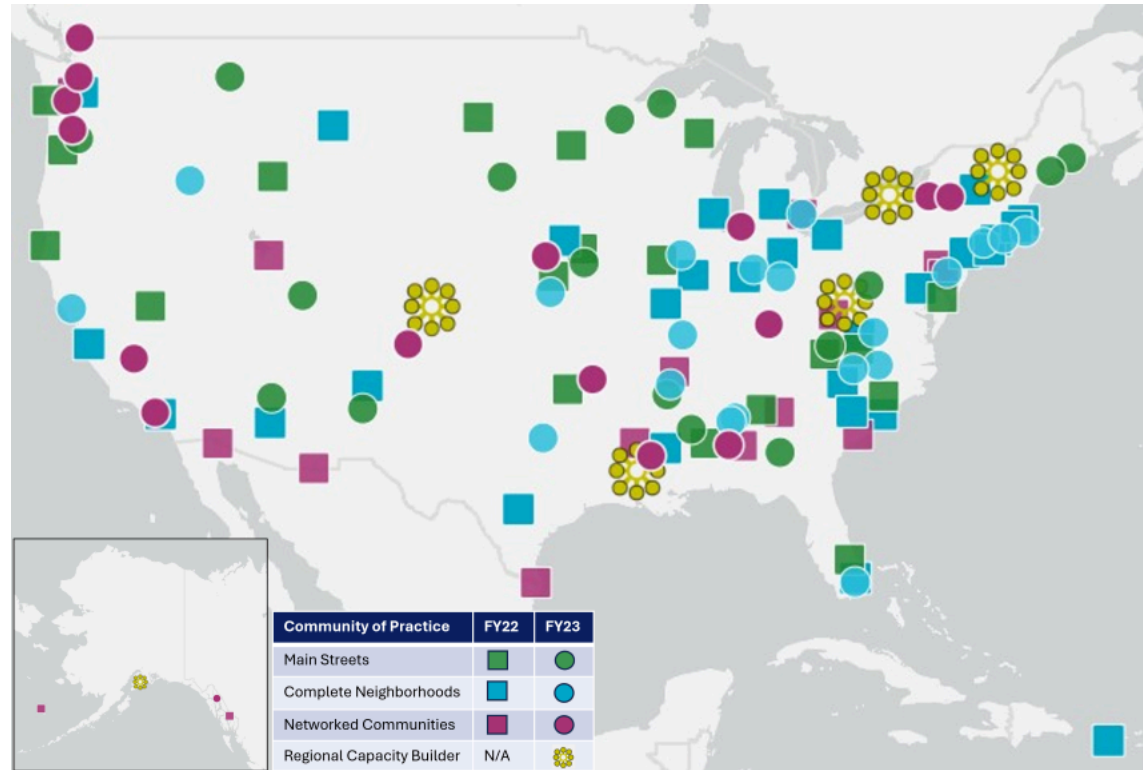 Community of Practice FY22 FY23
Main Streets
Complete Neighborhoods
Networked Communities
Regional Capacity Builder N/A